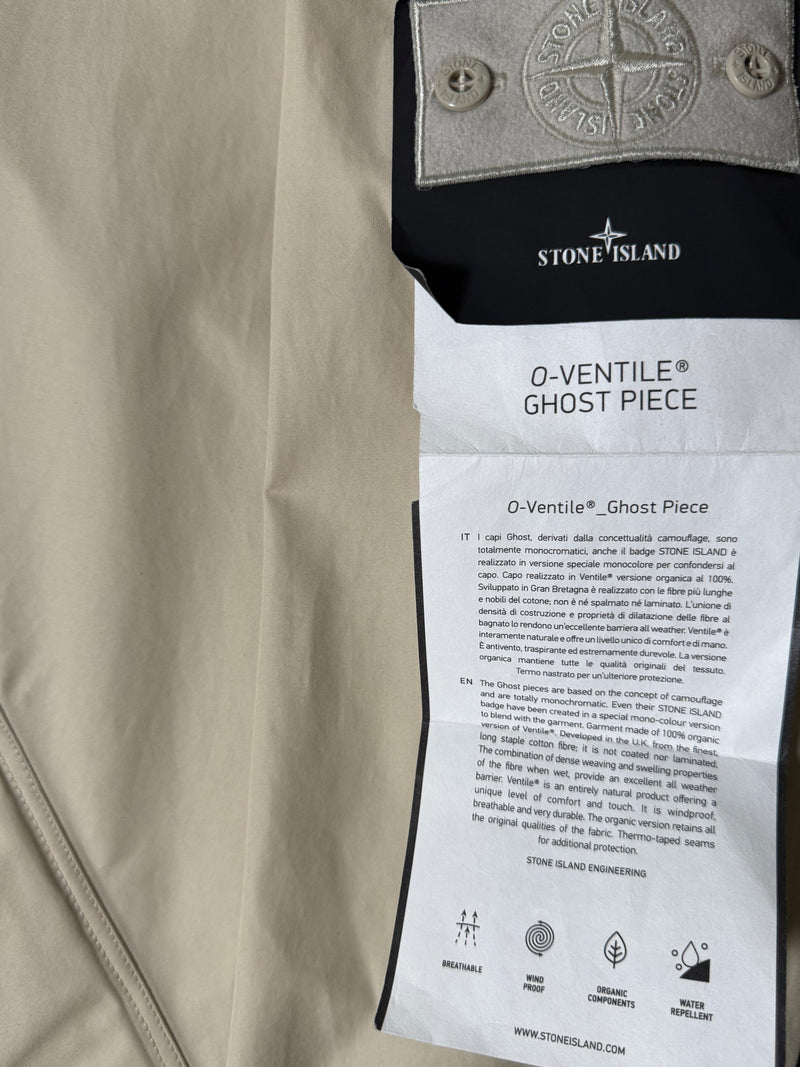 STONE ISLAND
STONE ISLAND
STONE ISLAND
STONE ISLAND
STONE ISLAND
O-VENTILE®
GHOST PIECE
O-Ventile®_Ghost Piece
IT I capi Ghost, derivati dalla concettualità camouflage, sono
totalmente monocromatici, anche il badge STONE ISLAND è
realizzato in versione speciale monocolore per confondersi al
capo. Capo realizzato in Ventile® versione organica al 100%.
Sviluppato in Gran Bretagna è realizzato con le fibre più lunghe
e nobili del cotone; non è né spalmato né laminato. L'unione di
densità di costruzione e proprietà di dilatazione delle fibre al
bagnato lo rendono un'eccellente barriera all weather. Ventile® è
interamente naturale e offre un livello unico di comfort e di mano.
È antivento, traspirante ed estremamente durevole. La versione
organica mantiene tutte le qualità originali del tessuto.
Termo nastrato per un'ulteriore protezione.
EN The Ghost pieces are based on the concept of camouflage
and are totally monochromatic. Even their STONE ISLAND
badge have been created in a special mono-colour version
to blend with the garment. Garment made of 100% organic
version of Ventile®. Developed in the U.K. from the finest,
long staple cotton fibre; it is not coated nor laminated.
The combination of dense weaving and swelling properties
of the fibre when wet, provide an excellent all weather
barrier. Ventile® is an entirely natural product offering a
unique level of comfort and touch. It is windproof,
breathable and very durable. The organic version retains all
the original qualities of the fabric. Thermo-taped seams
for additional protection.
STONE ISLAND ENGINEERING
BREATHABLE
WIND
PROOF
ORGANIC
COMPONENTS
WATER
REPELLENT
WWW.STONEISLAND.COM